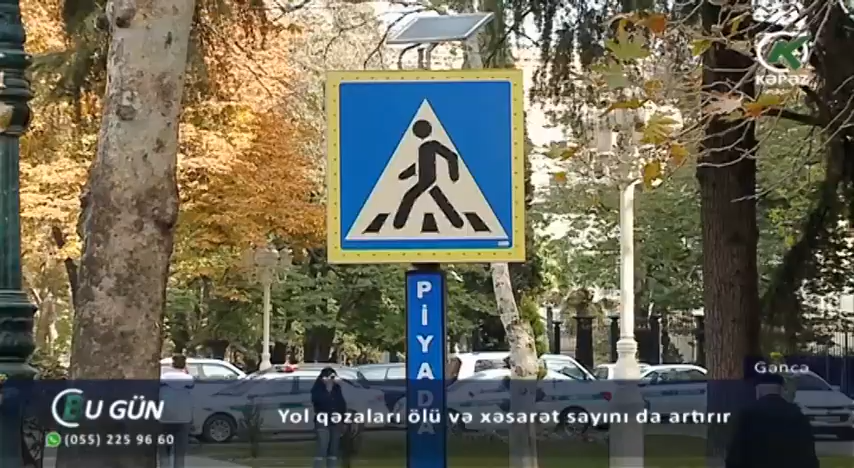 KƏPƏZ
PİYADA
Gəncə
BU GÜN
Yol qəzaları ölü və xəsarət sayını da artırır
(055) 225 96 60